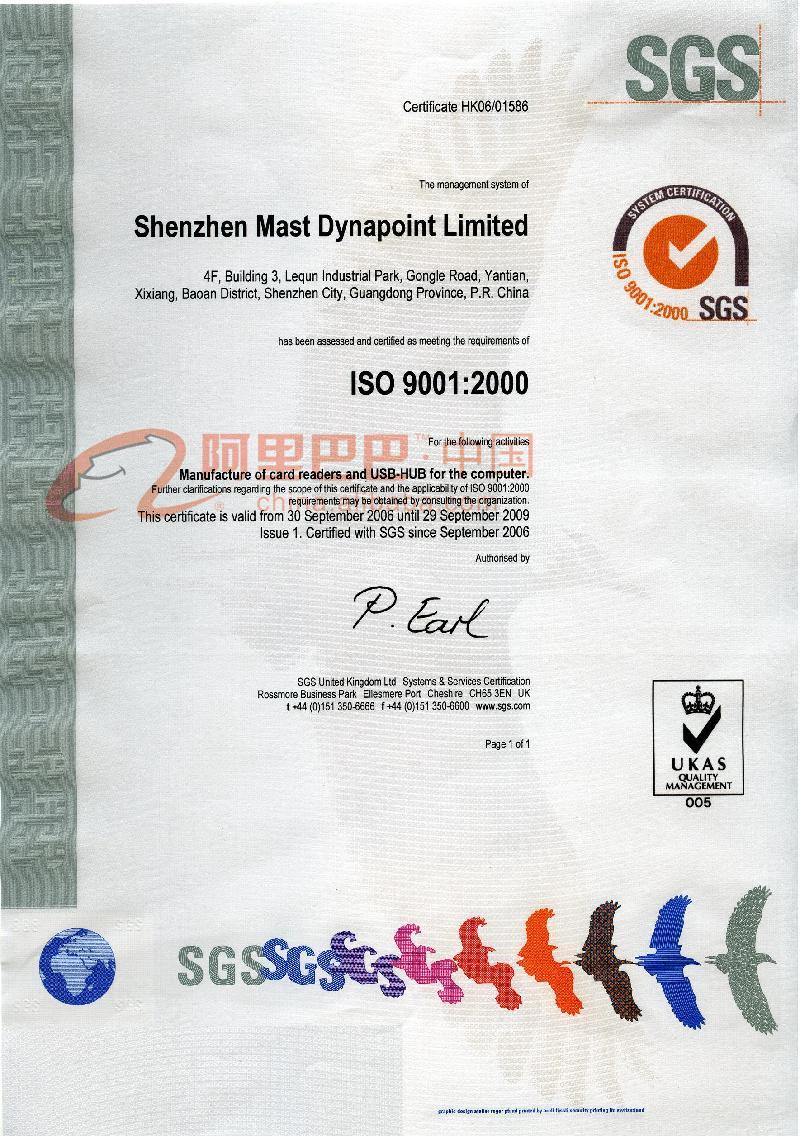 SGS
Certificate HK06/01586
The management system of
Shenzhen Mast Dynapoint Limited
4F, Building 3, Lequn Industrial Park, Gongle Road, Yantian,
Xixiang, Baoan District, Shenzhen City, Guangdong Province, P.R. China
SYSTEM CERTIFICATION
ISO 9001:2000
SGS
has been assessed and certified as meeting the requirements of
ISO 9001:2000
For the following activities
阿里巴巴™中国
Manufacture of card readers and USB-HUB for the computer.
Further clarifications regarding the scope of this certificate and the applicability of ISO 9001:2000
requirements may be obtained by consulting the organization.
china.alibaba.com
This certificate is valid from 30 September 2006 until 29 September 2009
Issue 1. Certified with SGS since September 2006
Authorised by
P. Earl
SGS United Kingdom Ltd Systems & Services Certification
Rossmore Business Park Ellesmere Port Cheshire CH65 3EN UK
t +44 (0)151 350-6666 f +44 (0)151 350-6600 www.sgs.com
Page 1 of 1
UKAS
QUALITY
MANAGEMENT
005
SGS SGS SGS